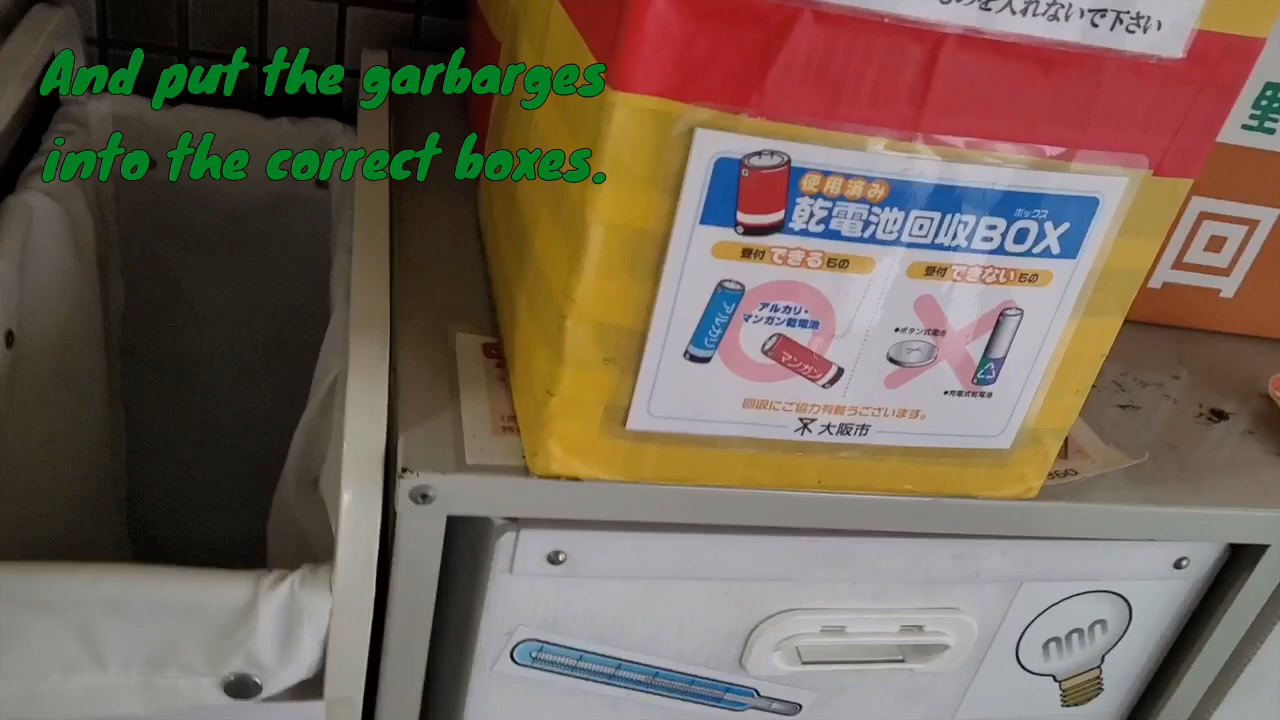 And put the garbarges
into the correct boxes.
のを入れないで下さい
使用済み
ボックス
乾電池回収BOX
受付できるもの
受付できないもの
アルカリ
アルカリ・
マンガン乾電池
マンガン
●ボタン式電池
●充電式乾電池
回収にご協力有難うございます。
大阪市
回